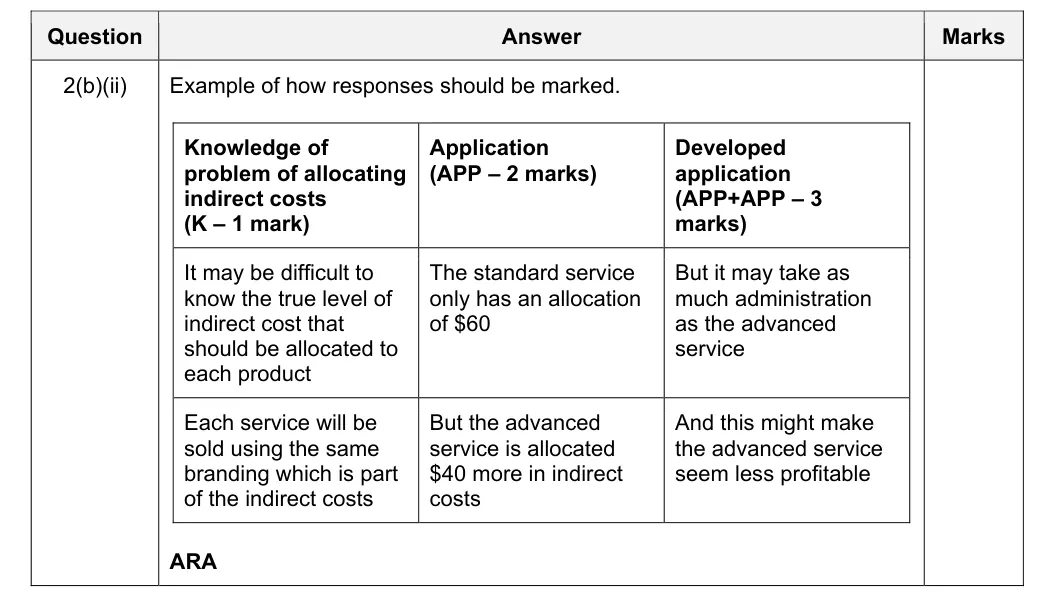 Question Answer Marks
2(b)(ii) Example of how responses should be marked.
Knowledge of
problem of allocating
indirect costs
(K – 1 mark)
Application
(APP – 2 marks)
Developed
application
(APP+APP – 3
marks)
It may be difficult to
know the true level of
indirect cost that
should be allocated to
each product
The standard service
only has an allocation
of $60
But it may take as
much administration
as the advanced
service
Each service will be
sold using the same
branding which is part
of the indirect costs
But the advanced
service is allocated
$40 more in indirect
costs
And this might make
the advanced service
seem less profitable
ARA